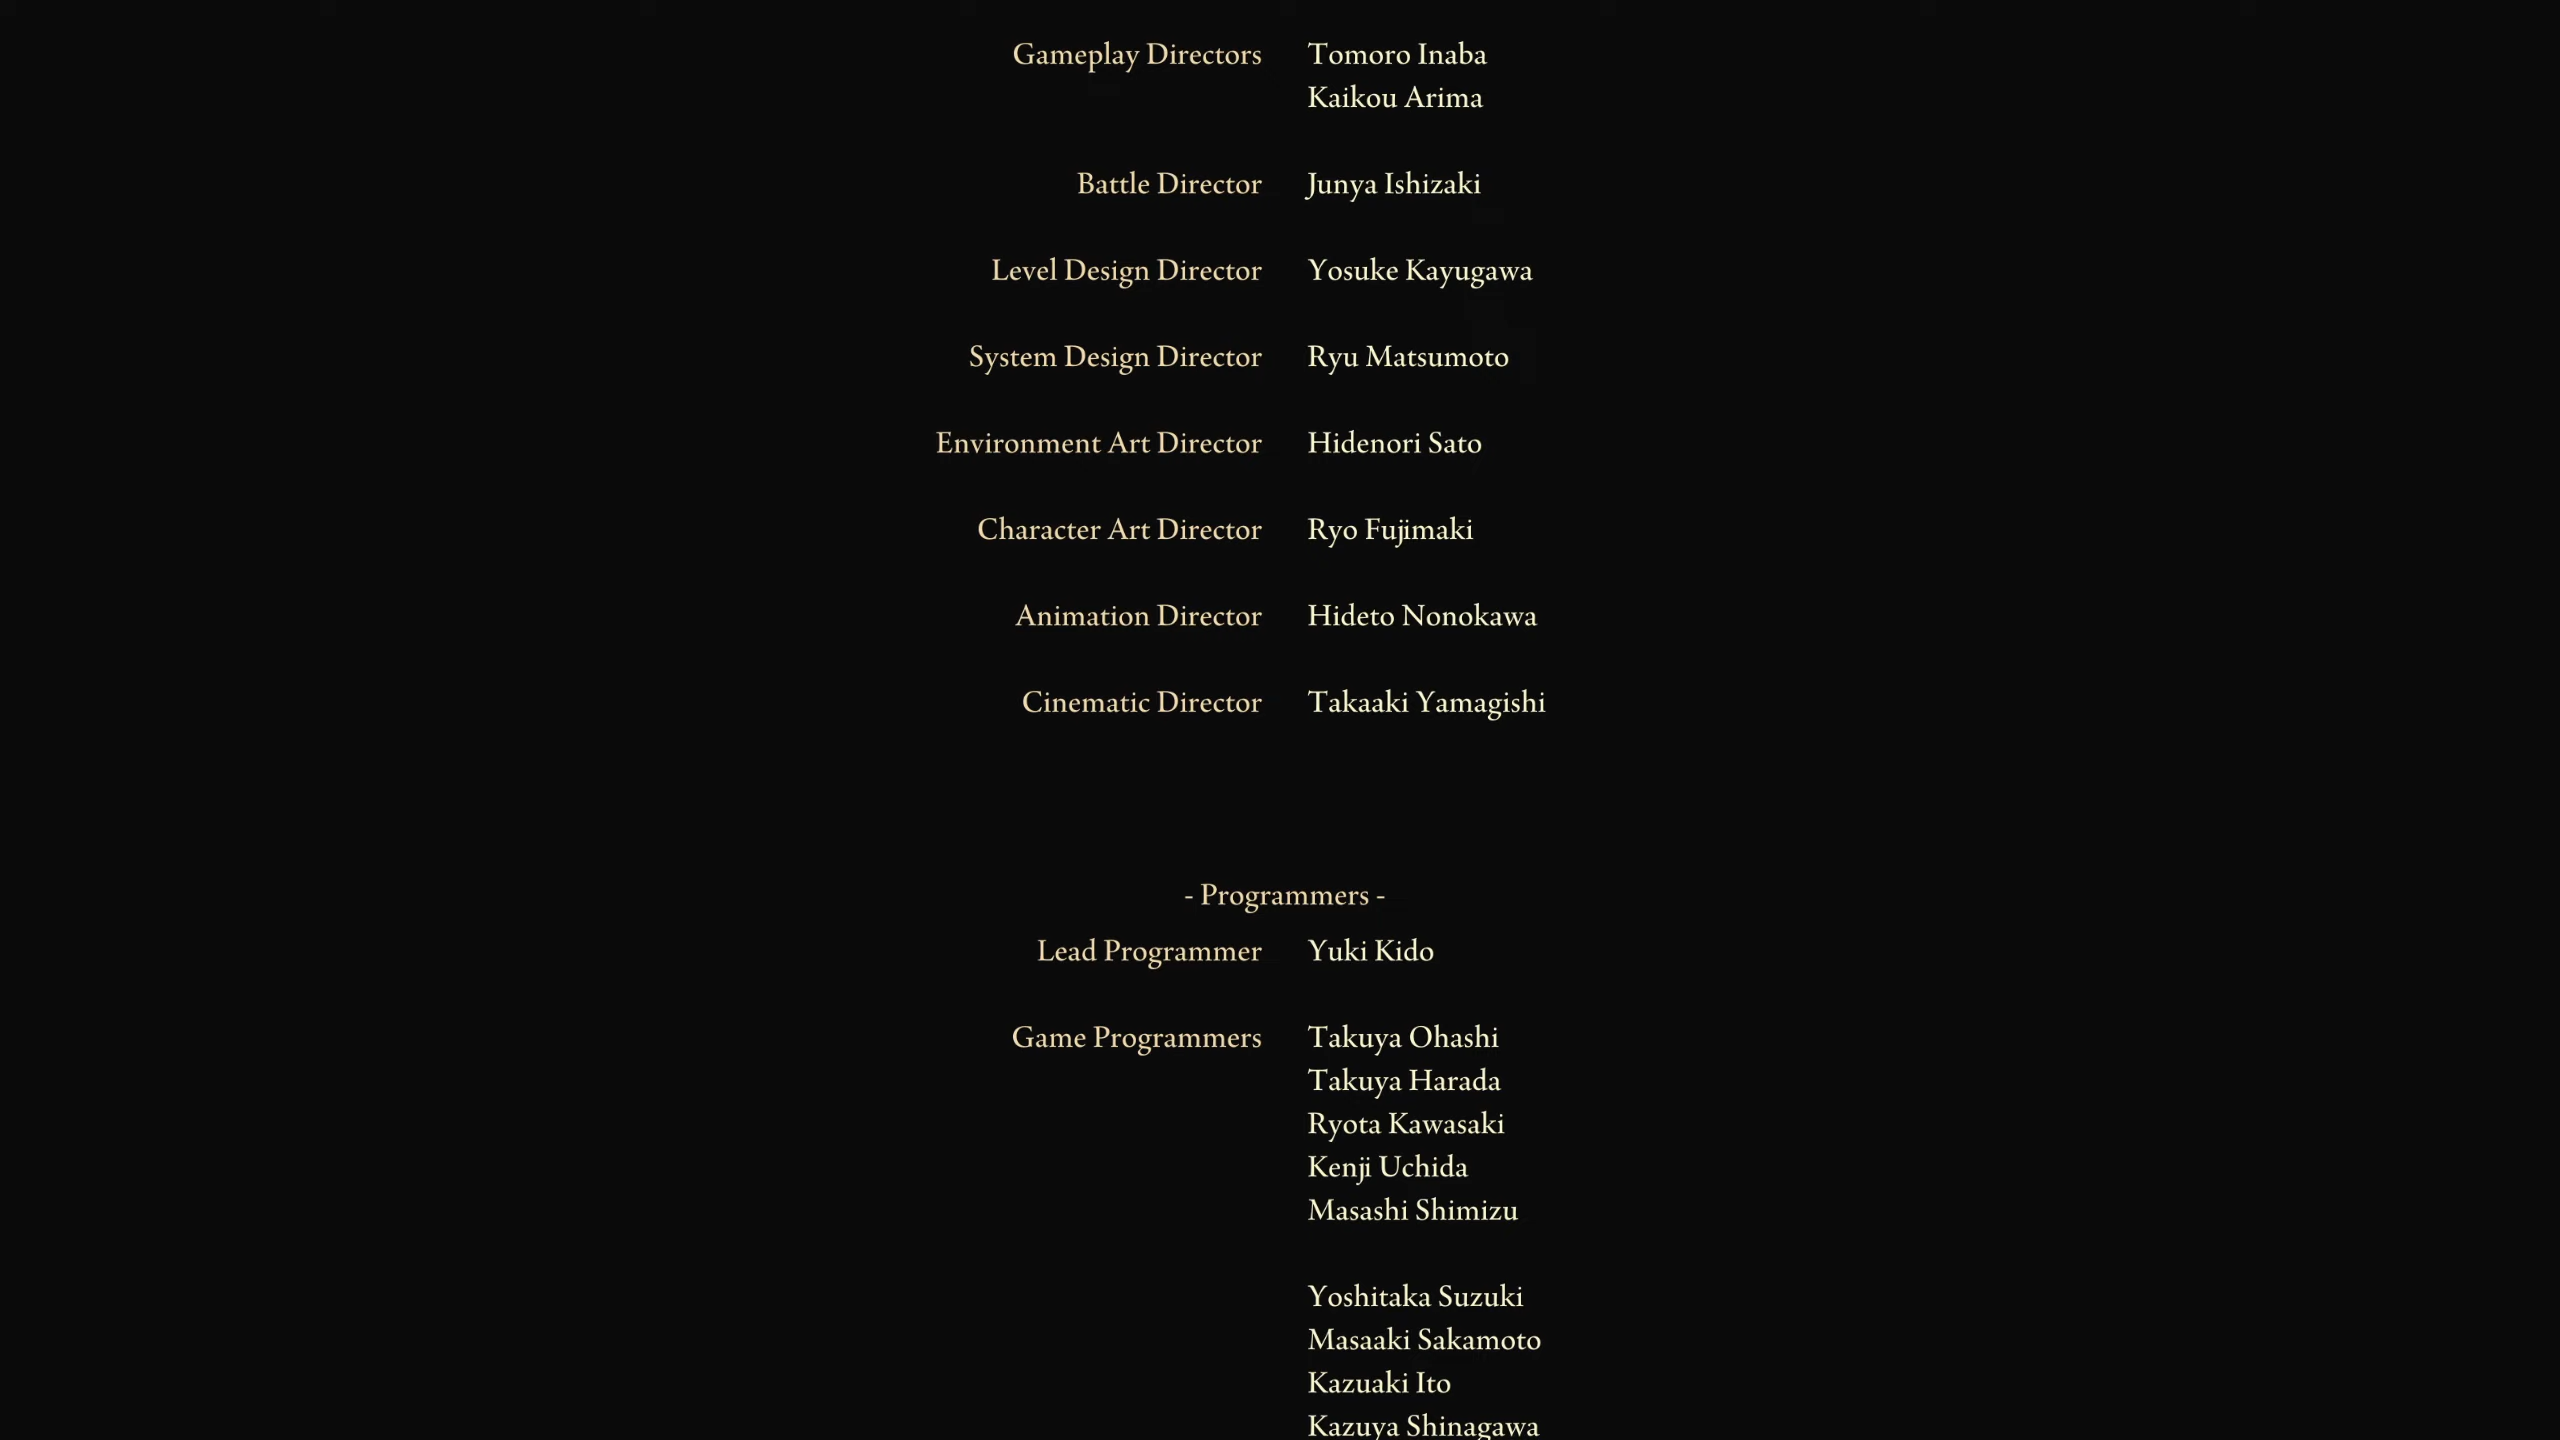 Gameplay Directors Tomoro Inaba
Kaikou Arima
Battle Director Junya Ishizaki
Level Design Director Yosuke Kayugawa
System Design Director Ryu Matsumoto
Environment Art Director Hidenori Sato
Character Art Director Ryo Fujimaki
Animation Director Hideto Nonokawa
Cinematic Director Takaaki Yamagishi
- Programmers -
Lead Programmer Yuki Kido
Game Programmers Takuya Ohashi
Takuya Harada
Ryota Kawasaki
Kenji Uchida
Masashi Shimizu
Yoshitaka Suzuki
Masaaki Sakamoto
Kazuaki Ito
Kazuya Shinagawa